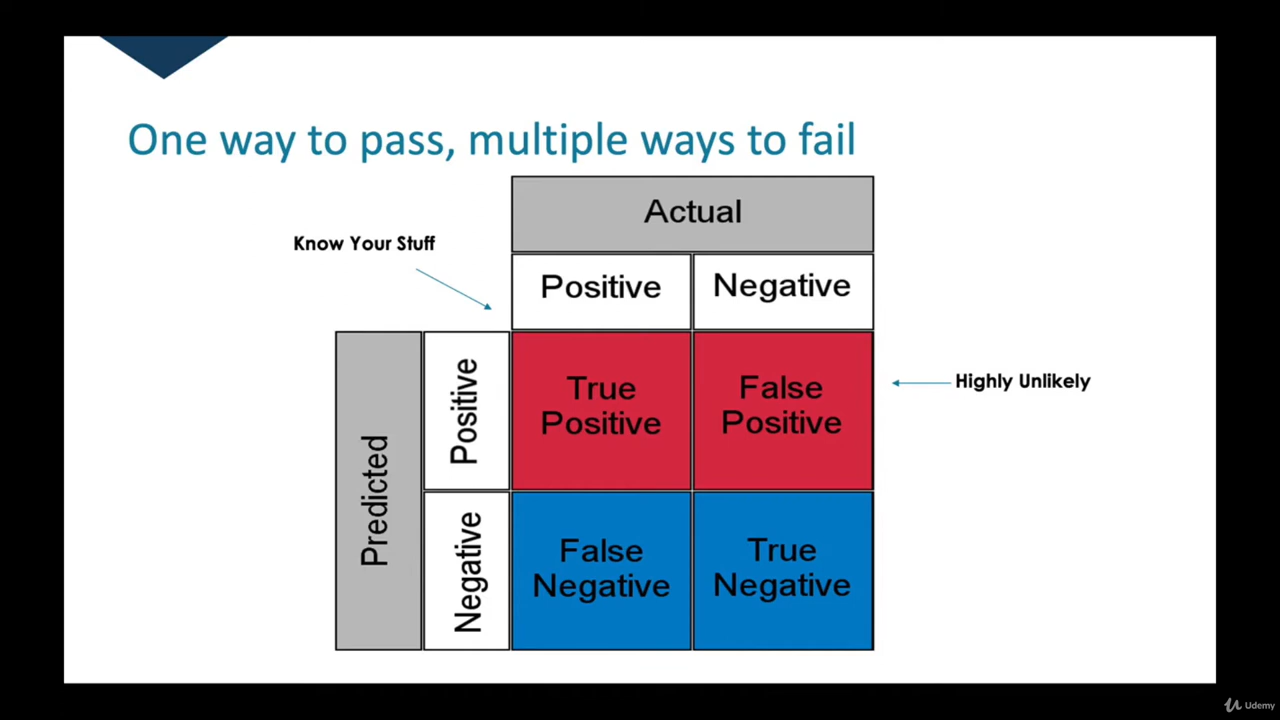 One way to pass, multiple ways to fail
Actual
Know Your Stuff
Positive
Negative
Predicted
Positive
True
Positive
False
Positive
Highly Unlikely
Negative
False
Negative
True
Negative
Udemy